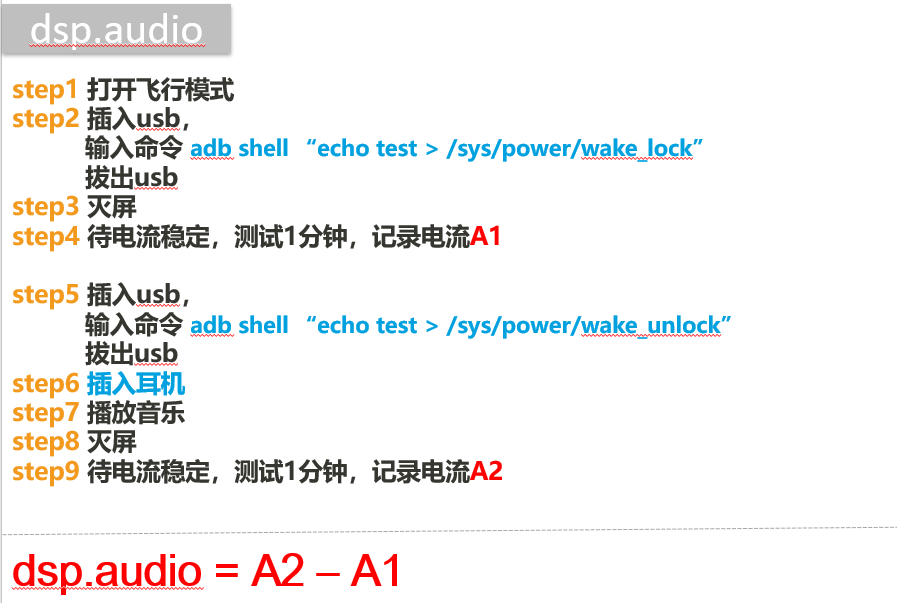 dsp.audio
step1 打开飞行模式
step2 插入usb，
输入命令 adb shell “echo test > /sys/power/wake_lock”
拔出usb
step3 灭屏
step4 待电流稳定，测试1分钟，记录电流A1
step5 插入usb，
输入命令 adb shell “echo test > /sys/power/wake_unlock”
拔出usb
step6 插入耳机
step7 播放音乐
step8 灭屏
step9 待电流稳定，测试1分钟，记录电流A2
dsp.audio = A2 – A1